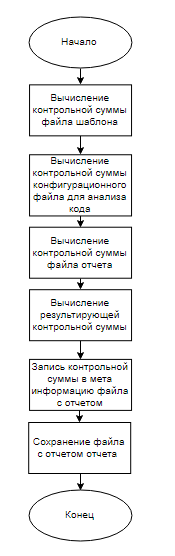 Начало
Вычисление
контрольной суммы
файла шаблона
Вычисление
контрольной суммы
конфигурационного
файла для анализа
кода
Вычисление
контрольной суммы
файла отчета
Вычисление
результирующей
контрольной суммы
Запись контрольной
суммы в мета
информацию файла
с отчетом
Сохранение файла
с отчетом отчета
Конец